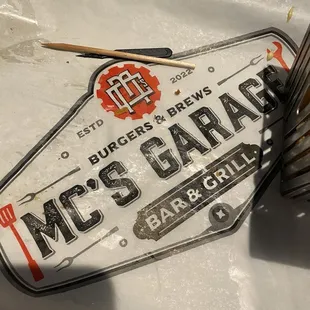 ESTD 2022
BURGERS & BREWS
MC'S GARAGE
BAR & GRILL